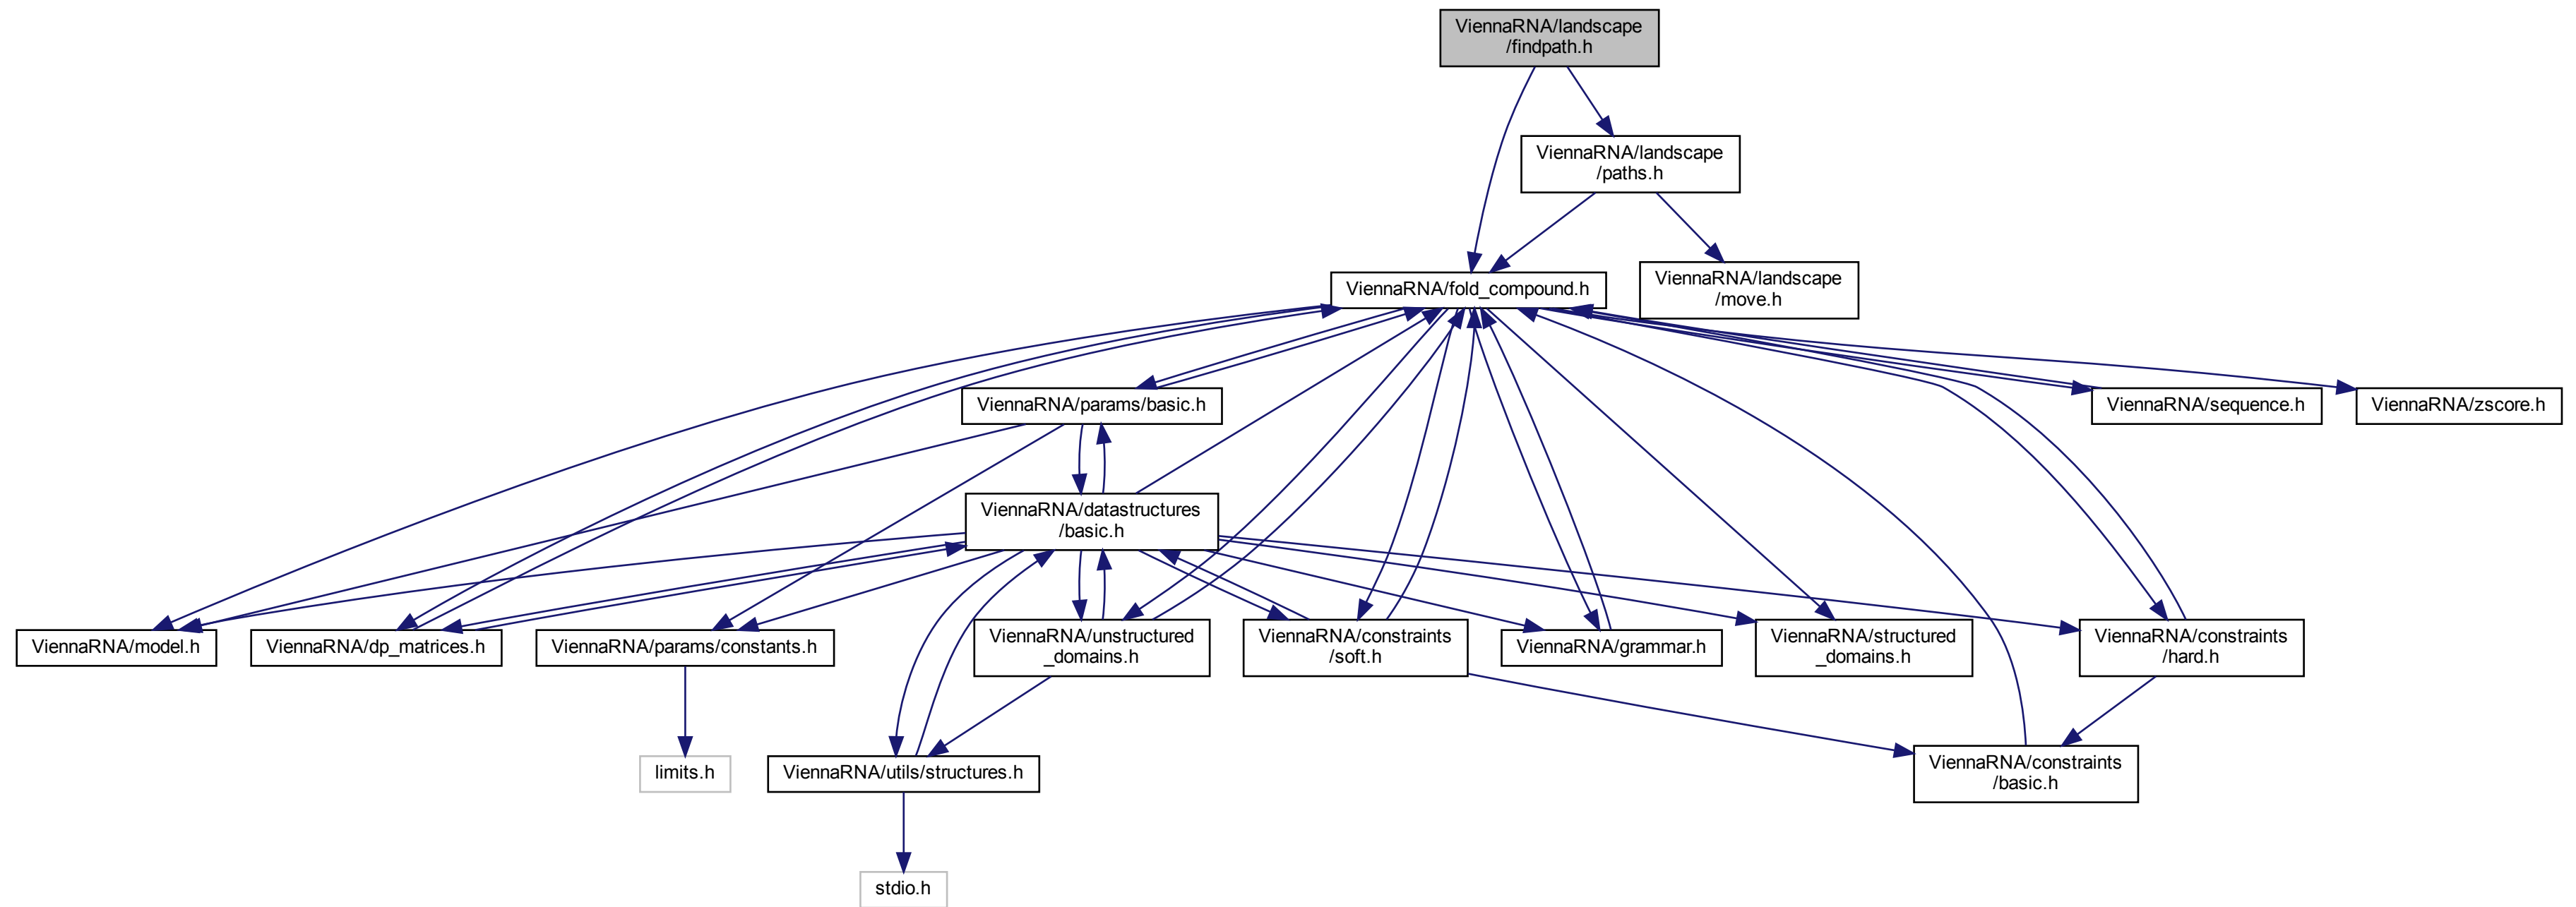 ViennaRNA/landscape
/findpath.h
ViennaRNA/landscape
/paths.h
ViennaRNA/fold_compound.h
ViennaRNA/landscape
/move.h
ViennaRNA/params/basic.h
ViennaRNA/sequence.h
ViennaRNA/zscore.h
ViennaRNA/datastructures
/basic.h
ViennaRNA/model.h
ViennaRNA/dp_matrices.h
ViennaRNA/params/constants.h
ViennaRNA/unstructured
_domains.h
ViennaRNA/constraints
/soft.h
ViennaRNA/grammar.h
ViennaRNA/structured
_domains.h
ViennaRNA/constraints
/hard.h
limits.h
ViennaRNA/utils/structures.h
ViennaRNA/constraints
/basic.h
stdio.h